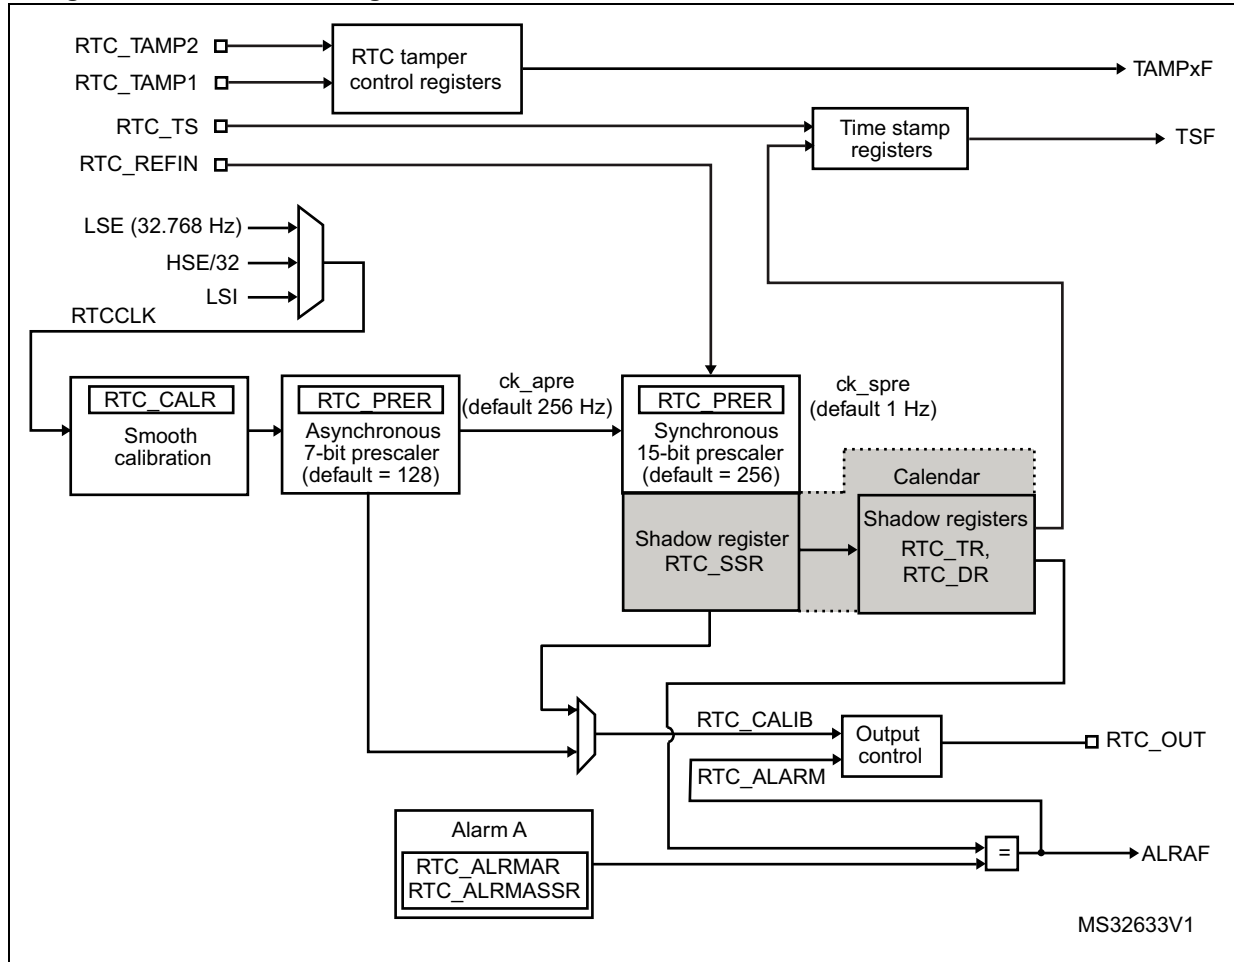 RTC_TAMP2
RTC_TAMP1
RTC tamper
control registers
TAMPxF
RTC_TS
RTC_REFIN
Time stamp
registers
TSF
LSE (32.768 Hz)
HSE/32
LSI
RTCCLK
RTC_CALR
Smooth
calibration
RTC_PRER
Asynchronous
7-bit prescaler
(default = 128)
ck_apre
(default 256 Hz)
RTC_PRER
Synchronous
15-bit prescaler
(default = 256)
ck_spre
(default 1 Hz)
Calendar
Shadow register
RTC_SSR
Shadow registers
RTC_TR,
RTC_DR
RTC_CALIB
Output
control
RTC_OUT
RTC_ALARM
Alarm A
RTC_ALRMAR
RTC_ALRMASSR
=
ALRAF
MS32633V1